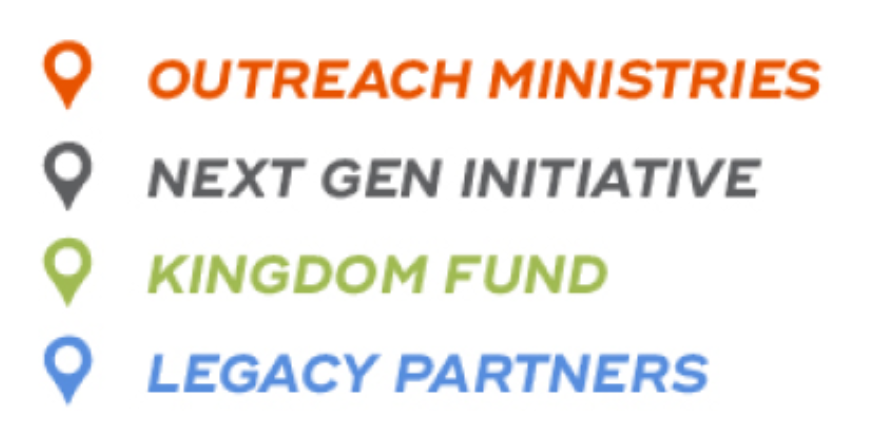 OUTREACH MINISTRIES
NEXT GEN INITIATIVE
KINGDOM FUND
LEGACY PARTNERS